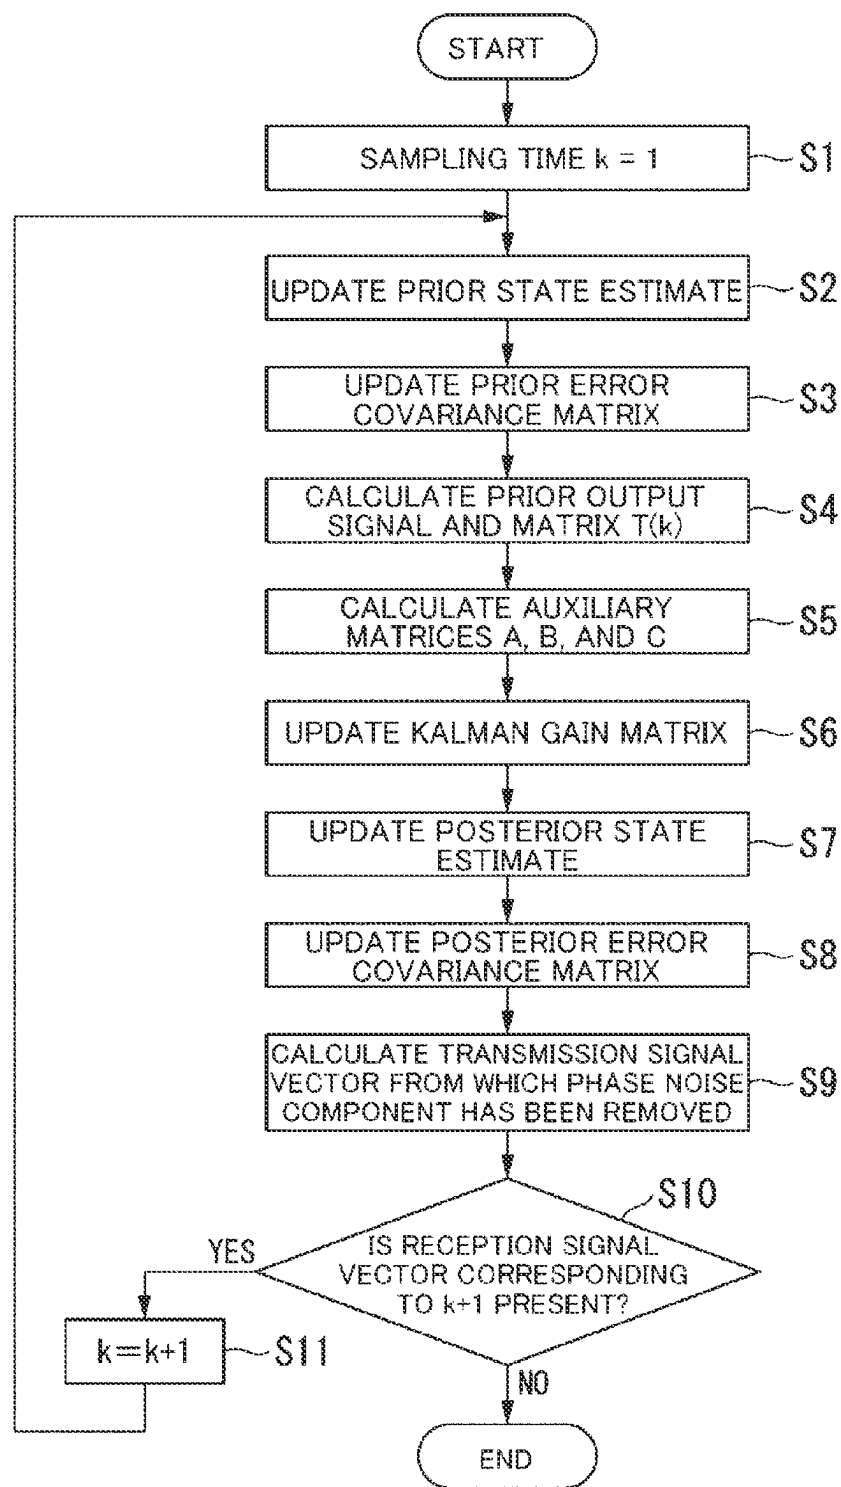 START
SAMPLING TIME k = 1
S1
UPDATE PRIOR STATE ESTIMATE
S2
UPDATE PRIOR ERROR
COVARIANCE MATRIX
S3
CALCULATE PRIOR OUTPUT
SIGNAL AND MATRIX T(k)
S4
CALCULATE AUXILIARY
MATRICES A, B, AND C
S5
UPDATE KALMAN GAIN MATRIX
S6
UPDATE POSTERIOR STATE
ESTIMATE
S7
UPDATE POSTERIOR ERROR
COVARIANCE MATRIX
S8
CALCULATE TRANSMISSION SIGNAL
VECTOR FROM WHICH PHASE NOISE
COMPONENT HAS BEEN REMOVED
S9
S10
YES
IS RECEPTION SIGNAL
VECTOR CORRESPONDING
TO k+1 PRESENT?
k=k+1
S11
NO
END